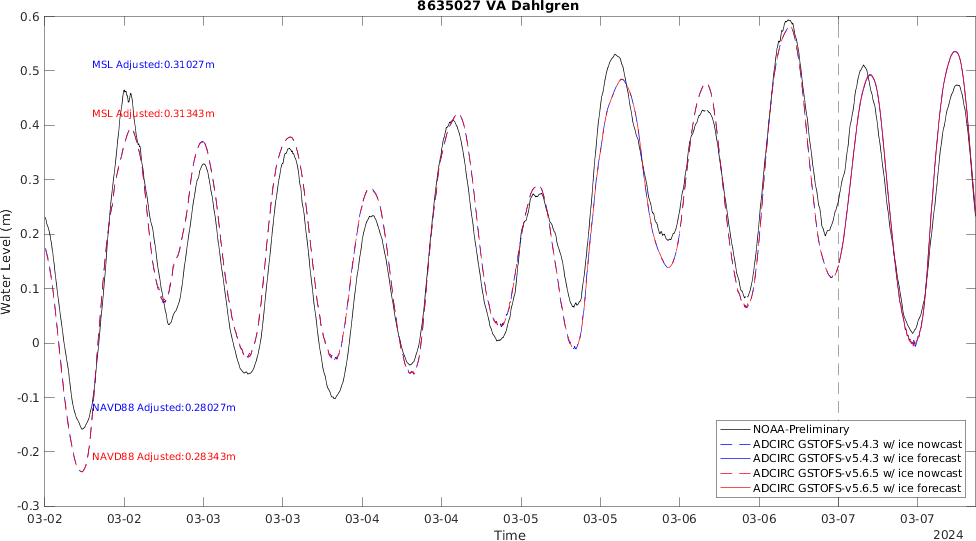 8635027 VA Dahlgren
0.6
0.5
0.4
0.3
0.2
0.1
0
-0.1
-0.2
-0.3
Water Level (m)
MSL Adjusted:0.31027m
MSL Adjusted:0.31343m
NAVD88 Adjusted:0.28027m
NAVD88 Adjusted:0.28343m
NOAA-Preliminary
ADCIRC GSTOFS-v5.4.3 w/ ice nowcast
ADCIRC GSTOFS-v5.4.3 w/ ice forecast
ADCIRC GSTOFS-v5.6.5 w/ ice nowcast
ADCIRC GSTOFS-v5.6.5 w/ ice forecast
03-02 03-02 03-03 03-03 03-04 03-04 03-05 03-05 03-06 03-06 03-07 03-07
Time
2024